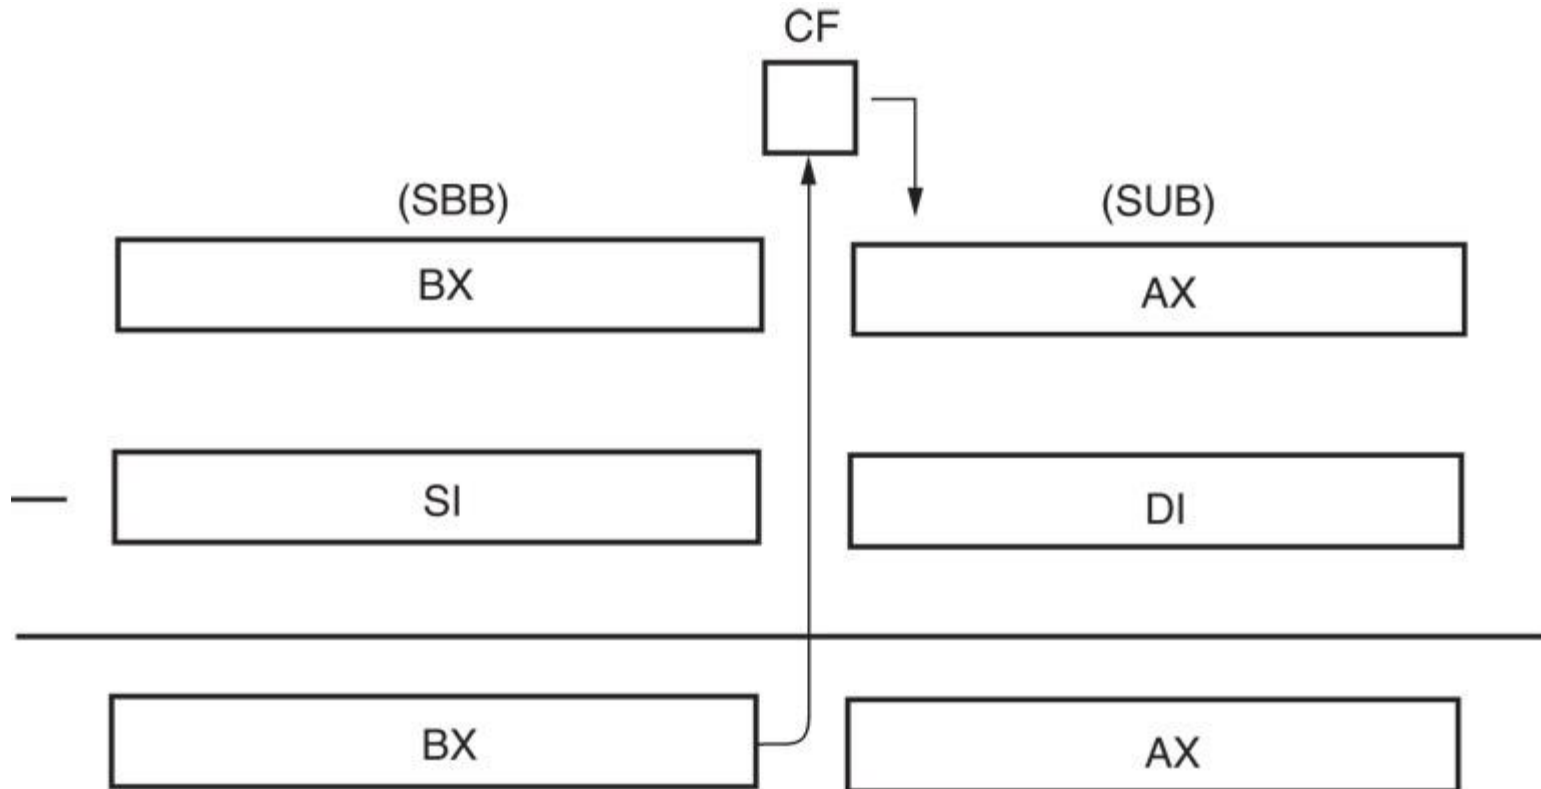 CF
(SBB) (SUB)
BX AX
SI DI
BX AX